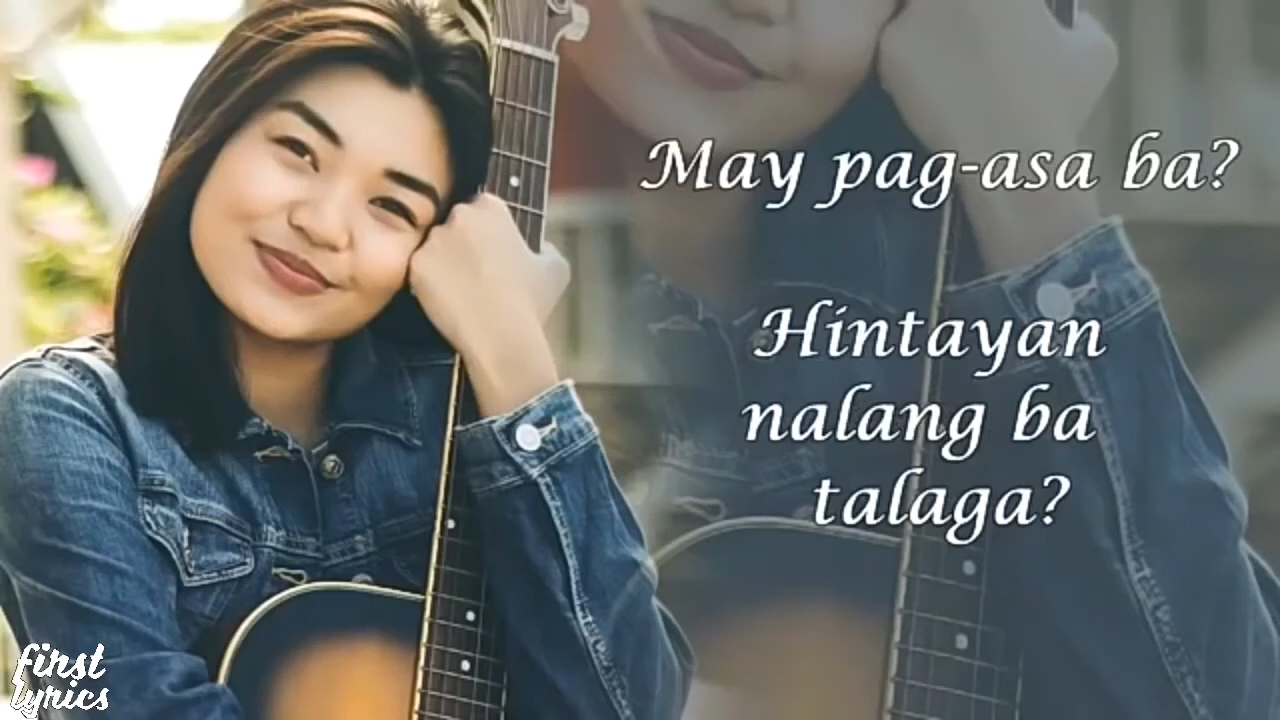 May pag-asa ba?
Hintayan
nalang ba
talaga?
first
lyrics